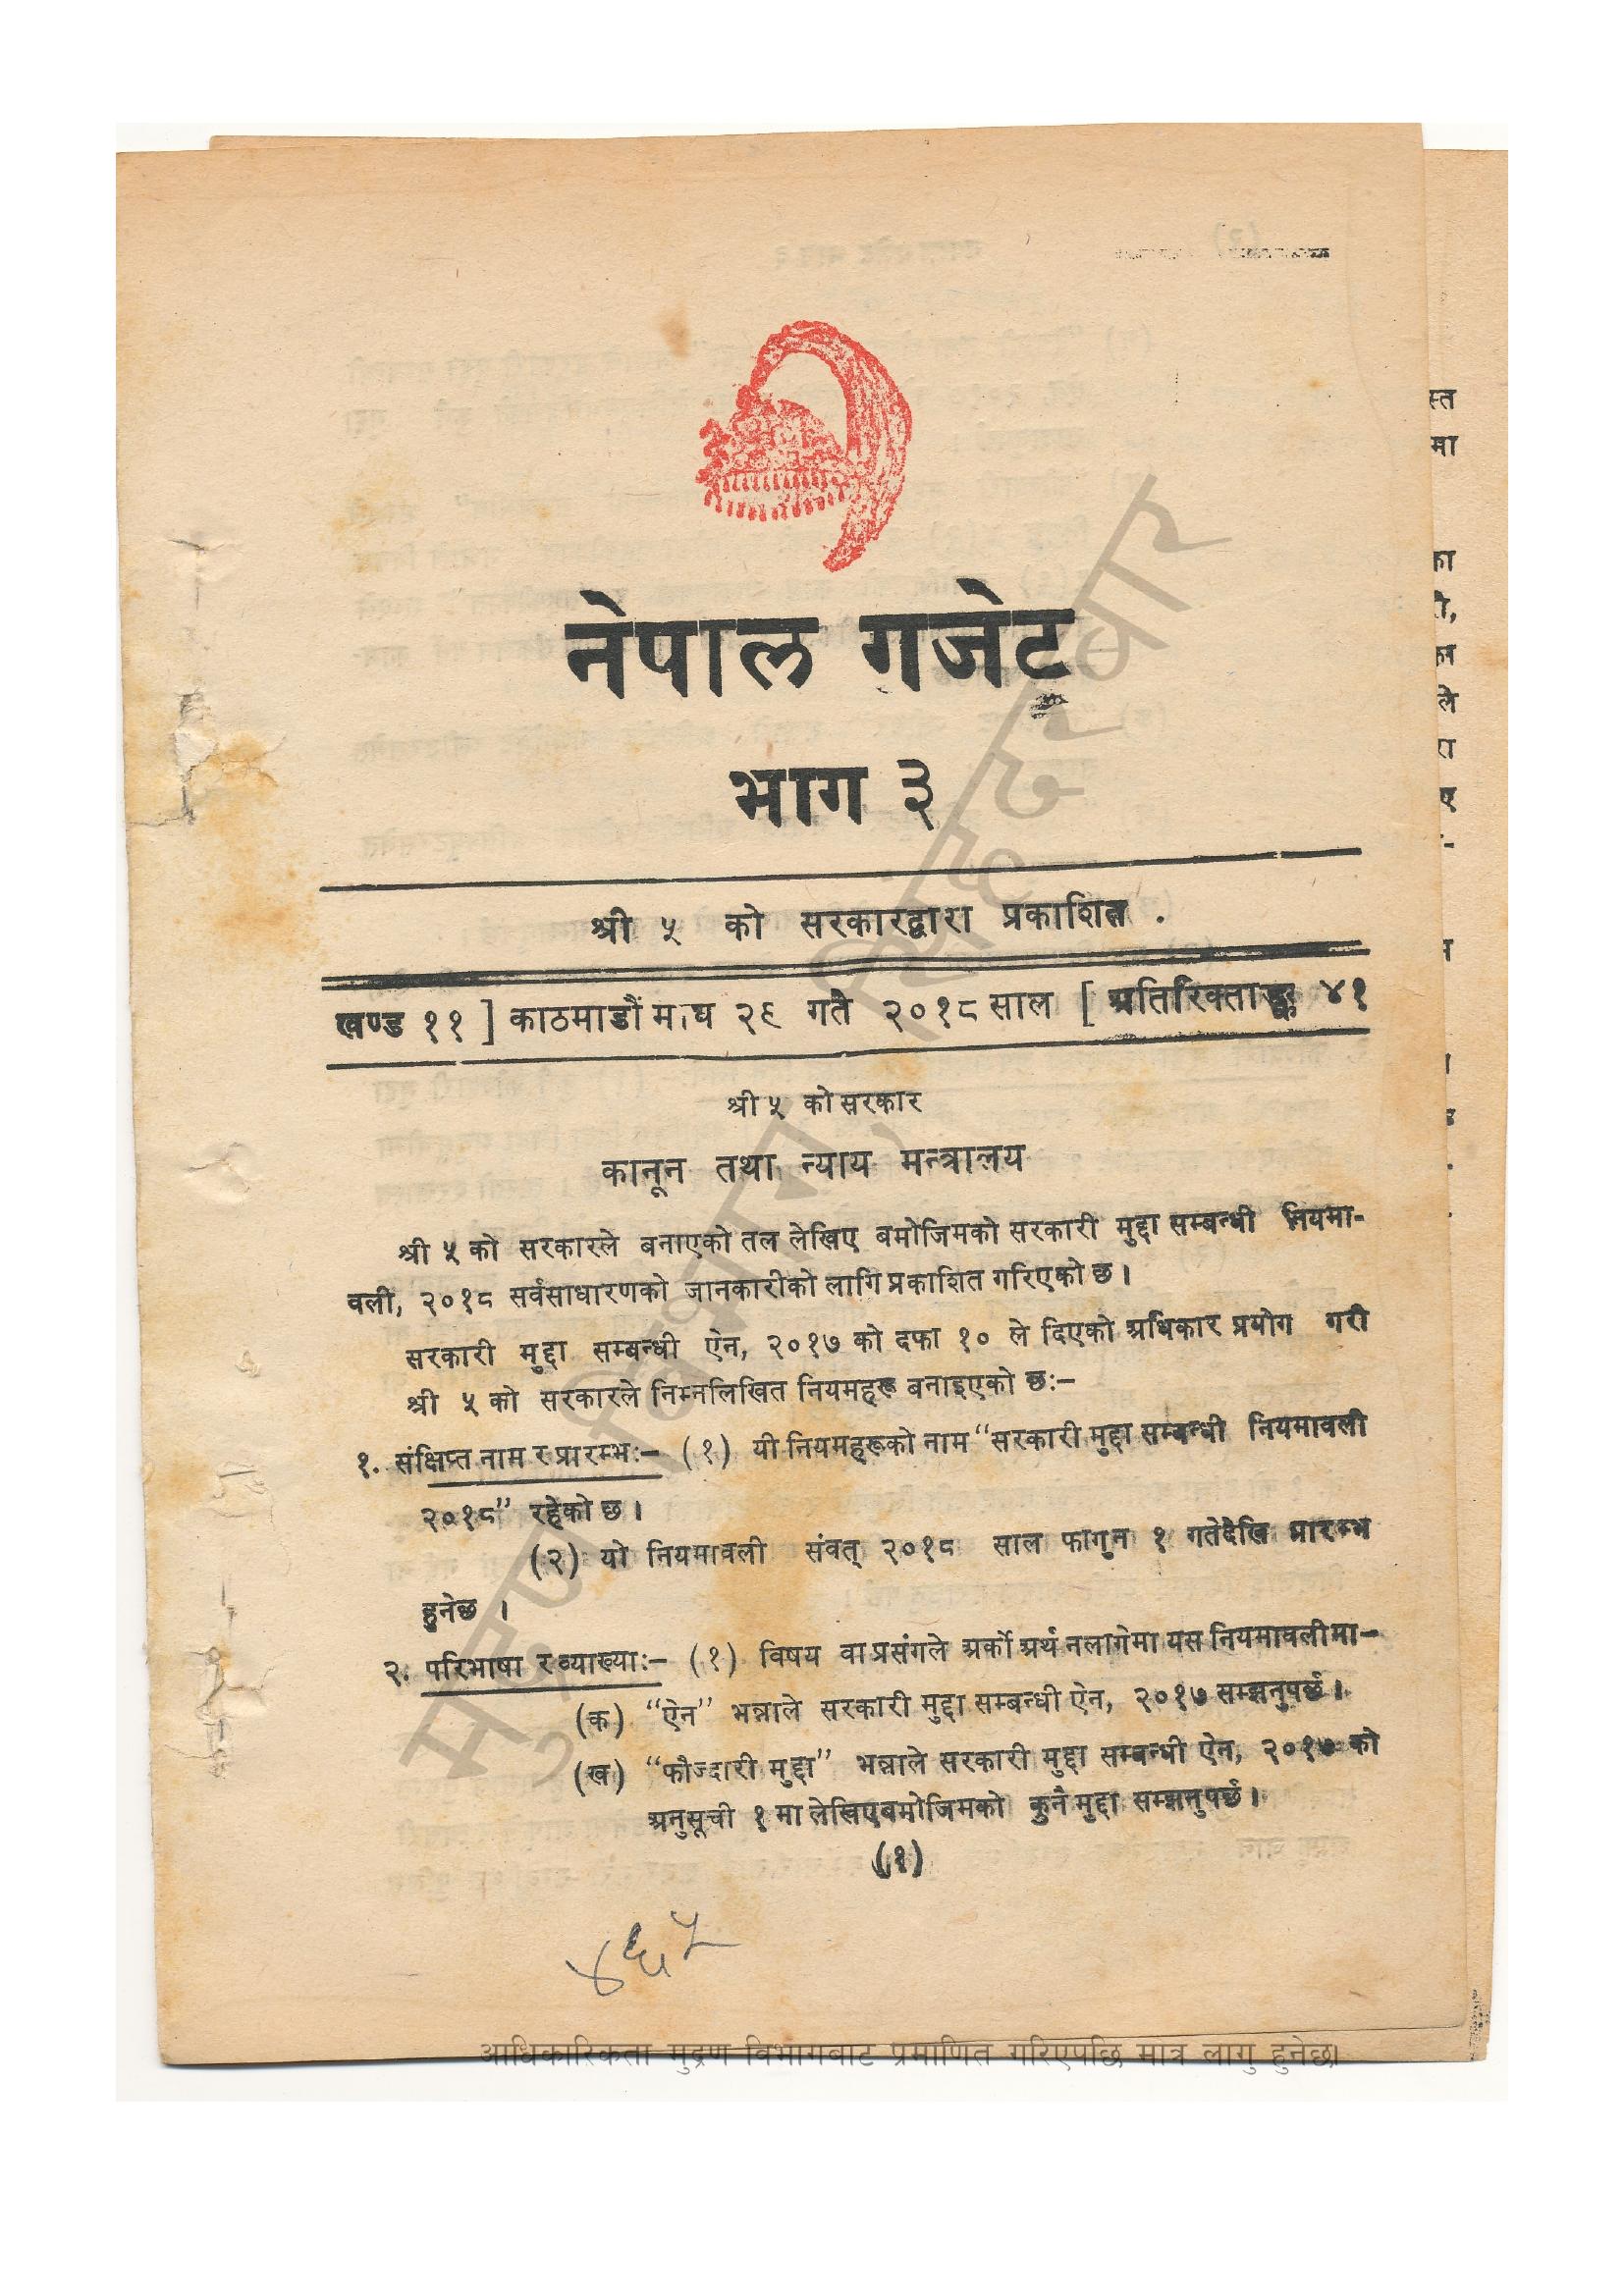 नेपाल गजेट
भाग ३
श्री ५ को सरकारद्वारा प्रकाशित .
खण्ड ११ ] काठमाडौं माघ २९ गते २०१८ साल [ अतिरिक्ताङ्क ४१
श्री ५ को सरकार
कानून तथा न्याय मन्त्रालय
श्री ५ को सरकारले बनाएको तल लेखिए बमोजिमको सरकारी मुद्दा सम्बन्धी नियमा-
वली, २०१८ सर्वसाधारणको जानकारीको लागि प्रकाशित गरिएको छ ।
सरकारी मुद्दा सम्बन्धी ऐन, २०१७ को दफा १० ले दिएको अधिकार प्रयोग गरी
श्री ५ को सरकारले निम्नलिखित नियमहरू बनाइएको छः–
१. संक्षिप्त नाम र प्रारम्भः– (१) यी नियमहरूको नाम “सरकारी मुद्दा सम्बन्धी नियमावली
२०१८” रहेको छ ।
(२) यो नियमावली संवत् २०१८ साल फागुन १ गतेदेखि प्रारम्भ
हुनेछ ।
२. परिभाषा र व्याख्याः– (१) विषय वा प्रसंगले अर्को अर्थ नलागेमा यस नियमावलीमा–
(क) “ऐन” भन्नाले सरकारी मुद्दा सम्बन्धी ऐन, २०१७ सम्झनुपर्छ ।
(ख) “फौज्दारी मुद्दा” भन्नाले सरकारी मुद्दा सम्बन्धी ऐन, २०१७ को
अनुसूची १ मा लेखिएबमोजिमको कुनै मुद्दा सम्झनुपर्छ ।
(१)
४६५
आधिकारिकता मुद्रण विभागबाट प्रमाणित गरिएपछि मात्र लागु हुनेछ।
मुद्रण विभाग, सिंहदरबार